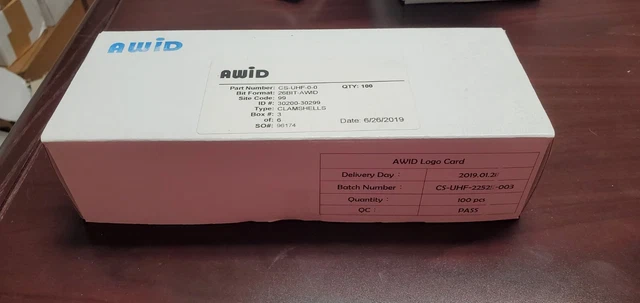 AWiD
AWiD
Part Number: CS-UHF-0-0 QTY: 100
Bit Format: 26BIT-AWID
Site Code: 99
ID #: 30200-30299
Type: CLAMSHELLS
Box #: 3
of: 6
SO#: 96174
Date: 6/26/2019
AWID Logo Card
Delivery Day :
Batch Number :
Quantity : 100 pcs
QC : PASS